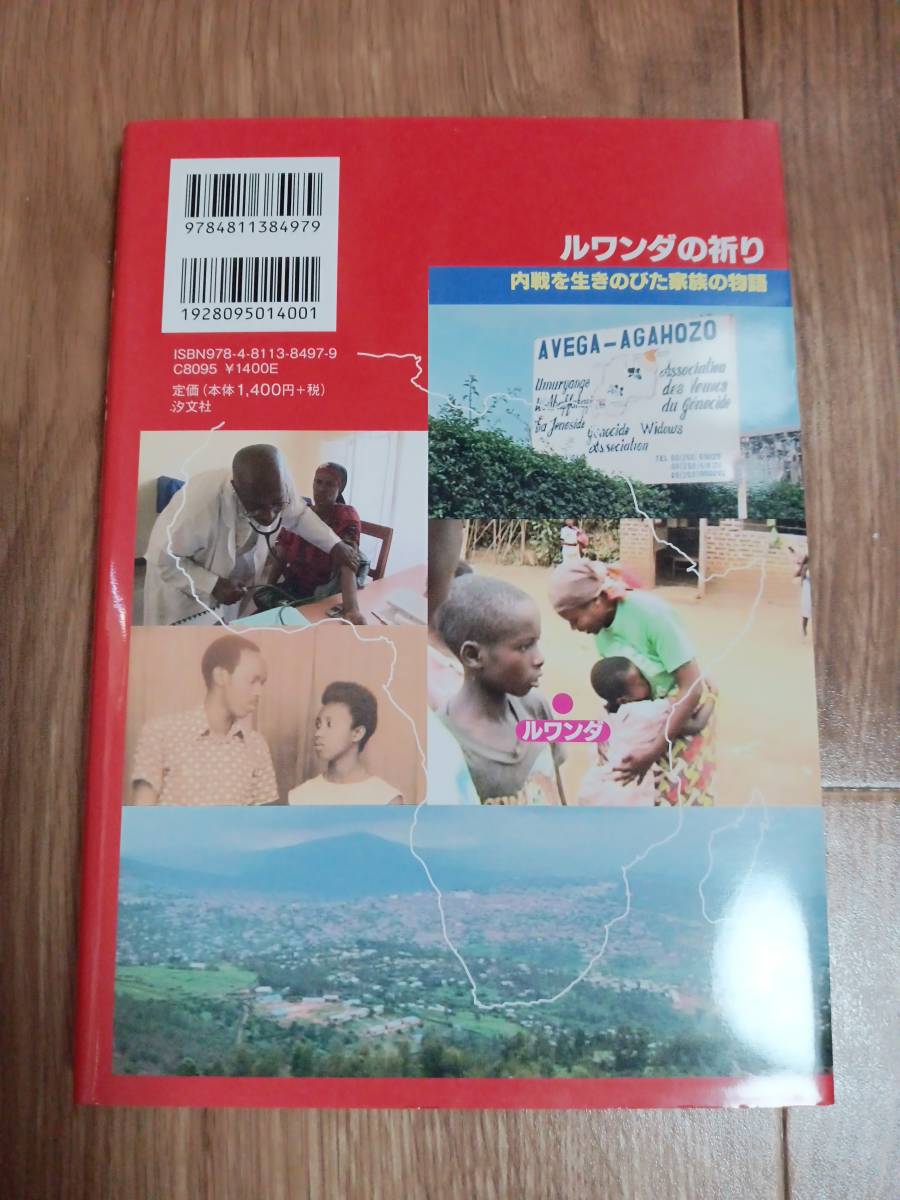 9784811384979
1928095014001
ISBN978-4-8113-8497-9
C8095 ¥1400E
定価(本体1,400円+税)
汐文社
ルワンダの祈り
内戦を生きのびた家族の物語
AVEGA-AGAHOZO
Umuryange
Association
des Veuves
du Génocide
Genocide Widows
Association
ルワンダ